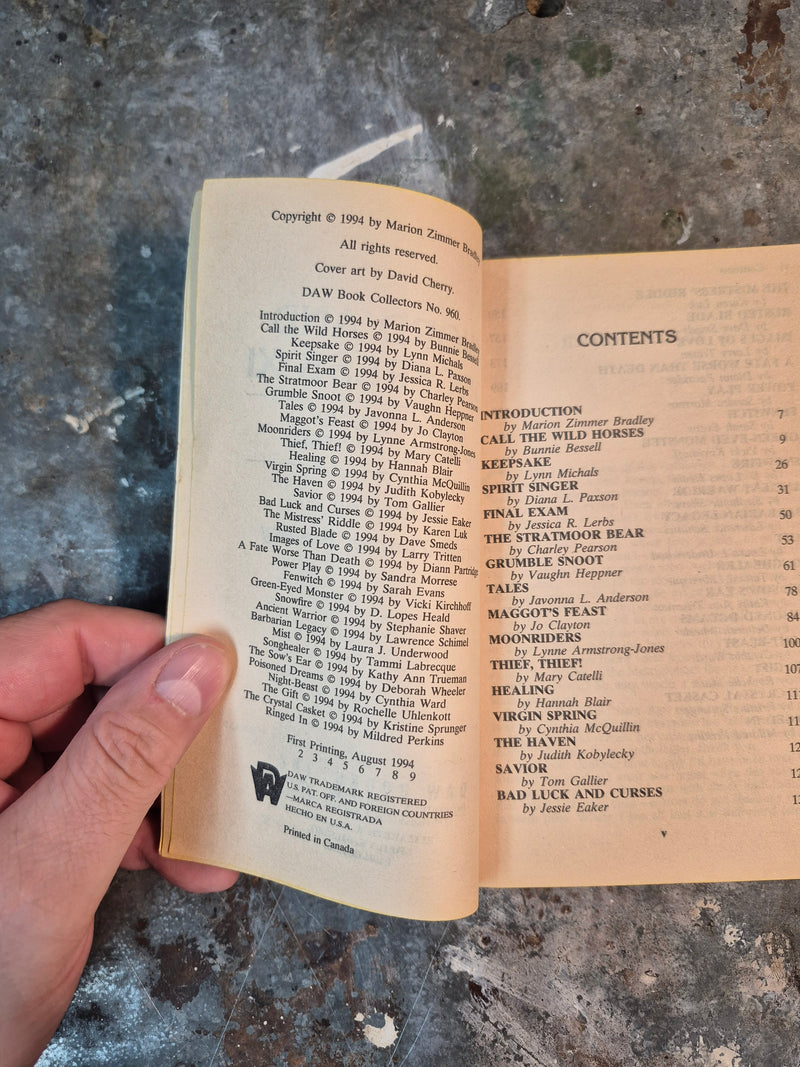 Copyright © 1994 by Marion Zimmer Bradley
All rights reserved.
Cover art by David Cherry.
DAW Book Collectors No. 960.
Introduction © 1994 by Marion Zimmer Bradley
Call the Wild Horses © 1994 by Bunnie Bessell
Keepsake © 1994 by Lynn Michals
Spirit Singer © 1994 by Diana L. Paxson
Final Exam © 1994 by Jessica R. Lerbs
The Stratmoor Bear © 1994 by Charley Pearson
Grumble Snoot © 1994 by Vaughn Heppner
Tales © 1994 by Javonna L. Anderson
Maggot's Feast © 1994 by Jo Clayton
Moonriders © 1994 by Lynne Armstrong-Jones
Thief, Thief! © 1994 by Mary Catelli
Healing © 1994 by Hannah Blair
Virgin Spring © 1994 by Cynthia McQuillin
The Haven © 1994 by Judith Kobylecky
Savior © 1994 by Tom Gallier
Bad Luck and Curses © 1994 by Jessie Eaker
The Mistress' Riddle © 1994 by Karen Luk
Rusted Blade © 1994 by Dave Smeds
Images of Love © 1994 by Larry Tritten
A Fate Worse Than Death © 1994 by Diann Partridge
Power Play © 1994 by Sandra Morrese
Fenwitch © 1994 by Sarah Evans
Green-Eyed Monster © 1994 by Vicki Kirchhoff
Snowfire © 1994 by D. Lopes Heald
Ancient Warrior © 1994 by Stephanie Shaver
Barbarian Legacy © 1994 by Lawrence Schimel
Mist © 1994 by Laura J. Underwood
Songhealer © 1994 by Tammi Labrecque
The Sow's Ear © 1994 by Kathy Ann Trueman
Poisoned Dreams © 1994 by Deborah Wheeler
Night-Beast © 1994 by Cynthia Ward
The Gift © 1994 by Rochelle Uhlenkott
The Crystal Casket © 1994 by Kristine Sprunger
Ringed In © 1994 by Mildred Perkins
First Printing, August 1994
2 3 4 5 6 7 8 9
DAW
DAW TRADEMARK REGISTERED
U.S. PAT. OFF. AND FOREIGN COUNTRIES
—MARCA REGISTRADA
HECHO EN U.S.A.
Printed in Canada
CONTENTS
INTRODUCTION 7
by Marion Zimmer Bradley
CALL THE WILD HORSES 9
by Bunnie Bessell
KEEPSAKE 26
by Lynn Michals
SPIRIT SINGER 31
by Diana L. Paxson
FINAL EXAM 50
by Jessica R. Lerbs
THE STRATMOOR BEAR 53
by Charley Pearson
GRUMBLE SNOOT 61
by Vaughn Heppner
TALES 78
by Javonna L. Anderson
MAGGOT'S FEAST 84
by Jo Clayton
MOONRIDERS 100
by Lynne Armstrong-Jones
THIEF, THIEF! 107
by Mary Catelli
HEALING
by Hannah Blair
VIRGIN SPRING
by Cynthia McQuillin
THE HAVEN
by Judith Kobylecky
SAVIOR
by Tom Gallier
BAD LUCK AND CURSES
by Jessie Eaker
v